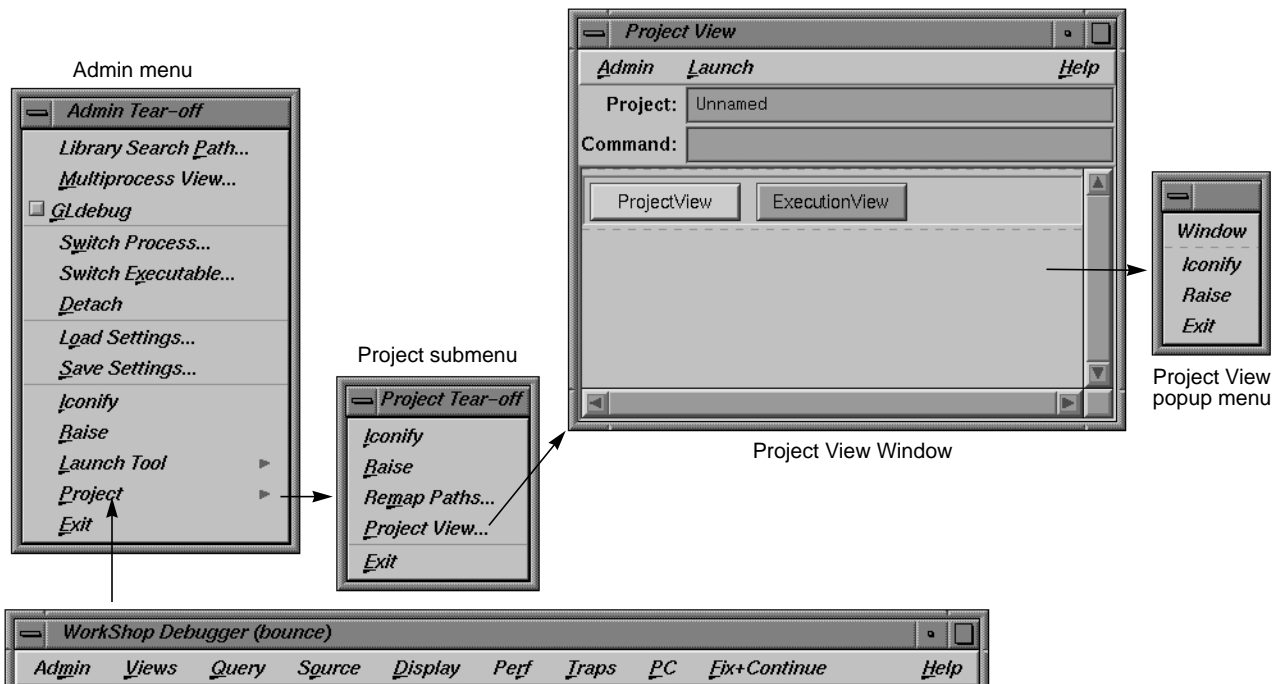 Admin menu
Admin Tear-off
Library Search Path...
Multiprocess View...
GLdebug
Switch Process...
Switch Executable...
Detach
Load Settings...
Save Settings...
Iconify
Raise
Launch Tool
Project
Exit
Project submenu
Project Tear-off
Iconify
Raise
Remap Paths...
Project View...
Exit
Project View
Admin Launch Help
Project: Unnamed
Command:
ProjectView ExecutionView
Project View Window
Window
Iconify
Raise
Exit
Project View
popup menu
WorkShop Debugger (bounce)
Admin Views Query Source Display Perf Traps PC Fix+Continue Help